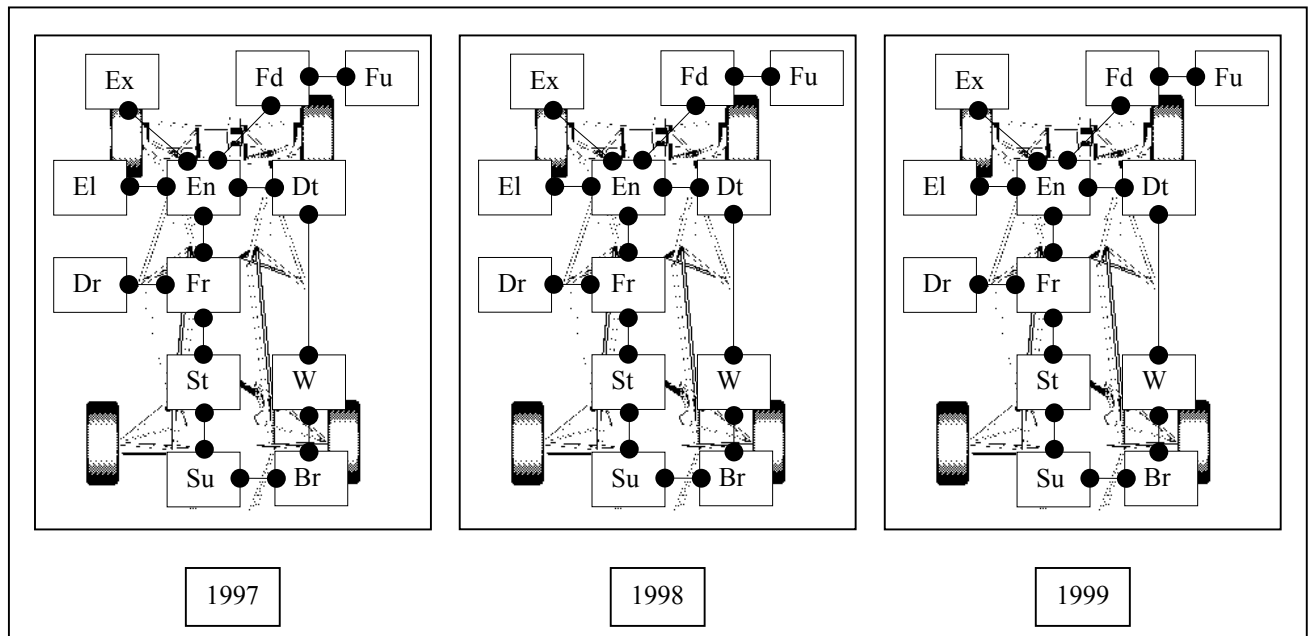 Ex Fd Fu
El En Dt
Dr Fr
St W
Su Br
1997
Ex Fd Fu
El En Dt
Dr Fr
St W
Su Br
1998
Ex Fd Fu
El En Dt
Dr Fr
St W
Su Br
1999